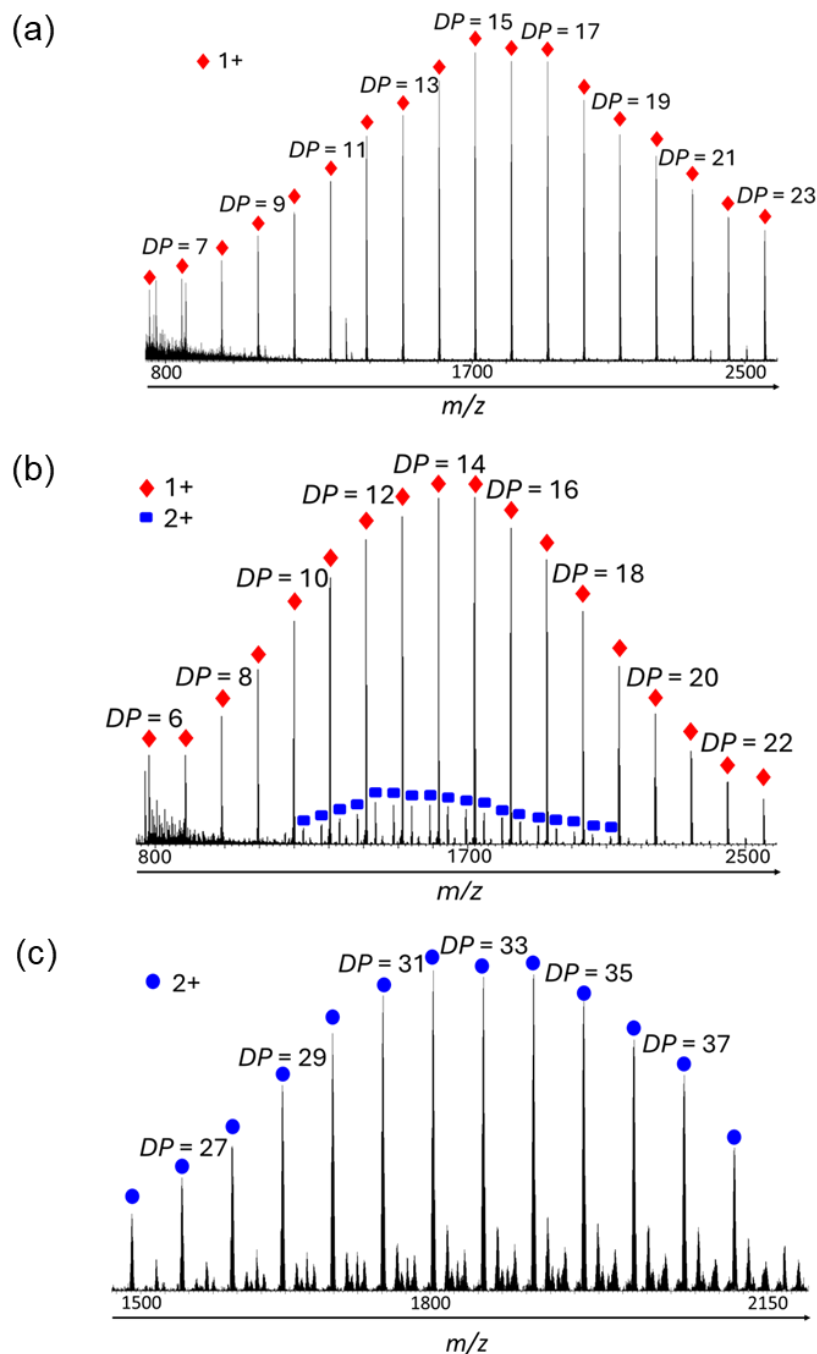 (a)
1+
DP = 15
DP = 17
DP = 13
DP = 19
DP = 11
DP = 21
DP = 9
DP = 23
DP = 7
800 1700 2500
m/z
(b)
1+
2+
DP = 14
DP = 12
DP = 16
DP = 10
DP = 18
DP = 8
DP = 20
DP = 6
DP = 22
800 1700 2500
m/z
(c)
2+
DP = 33
DP = 31
DP = 35
DP = 29
DP = 37
DP = 27
1500 1800 2150
m/z